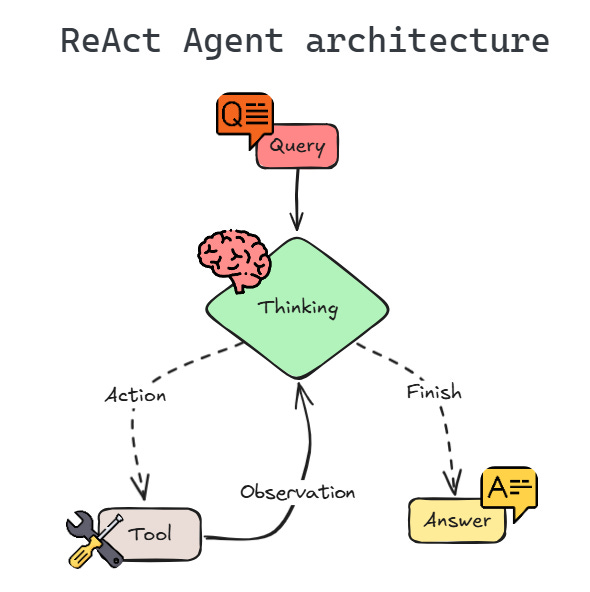 ReAct Agent architecture
Q
Query
Thinking
Action
Finish
Observation
A
Tool
Answer